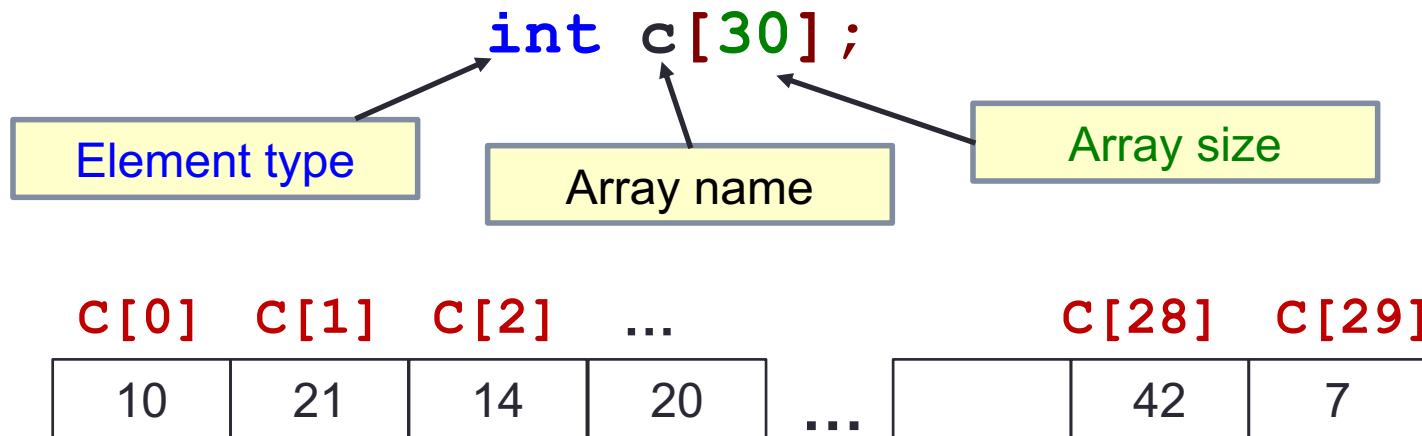 int c[30];
Element type
Array name
Array size
C[0] C[1] C[2] ... C[28] C[29]
10 21 14 20 ... 42 7